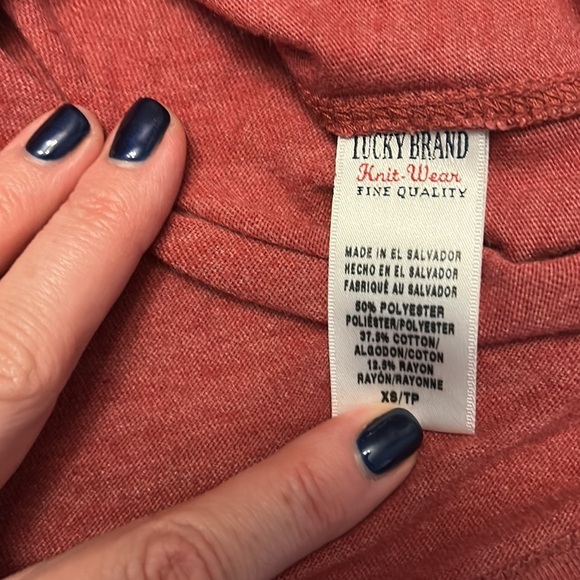 LUCKY BRAND
Knit-Wear
FINE QUALITY
MADE IN EL SALVADOR
HECHO EN EL SALVADOR
FABRIQUÉ AU SALVADOR
50% POLYESTER
POLIÉSTER/POLYESTER
37.5% COTTON/
ALGODON/COTON
12.5% RAYON
RAYÓN/RAYONNE
XS/TP